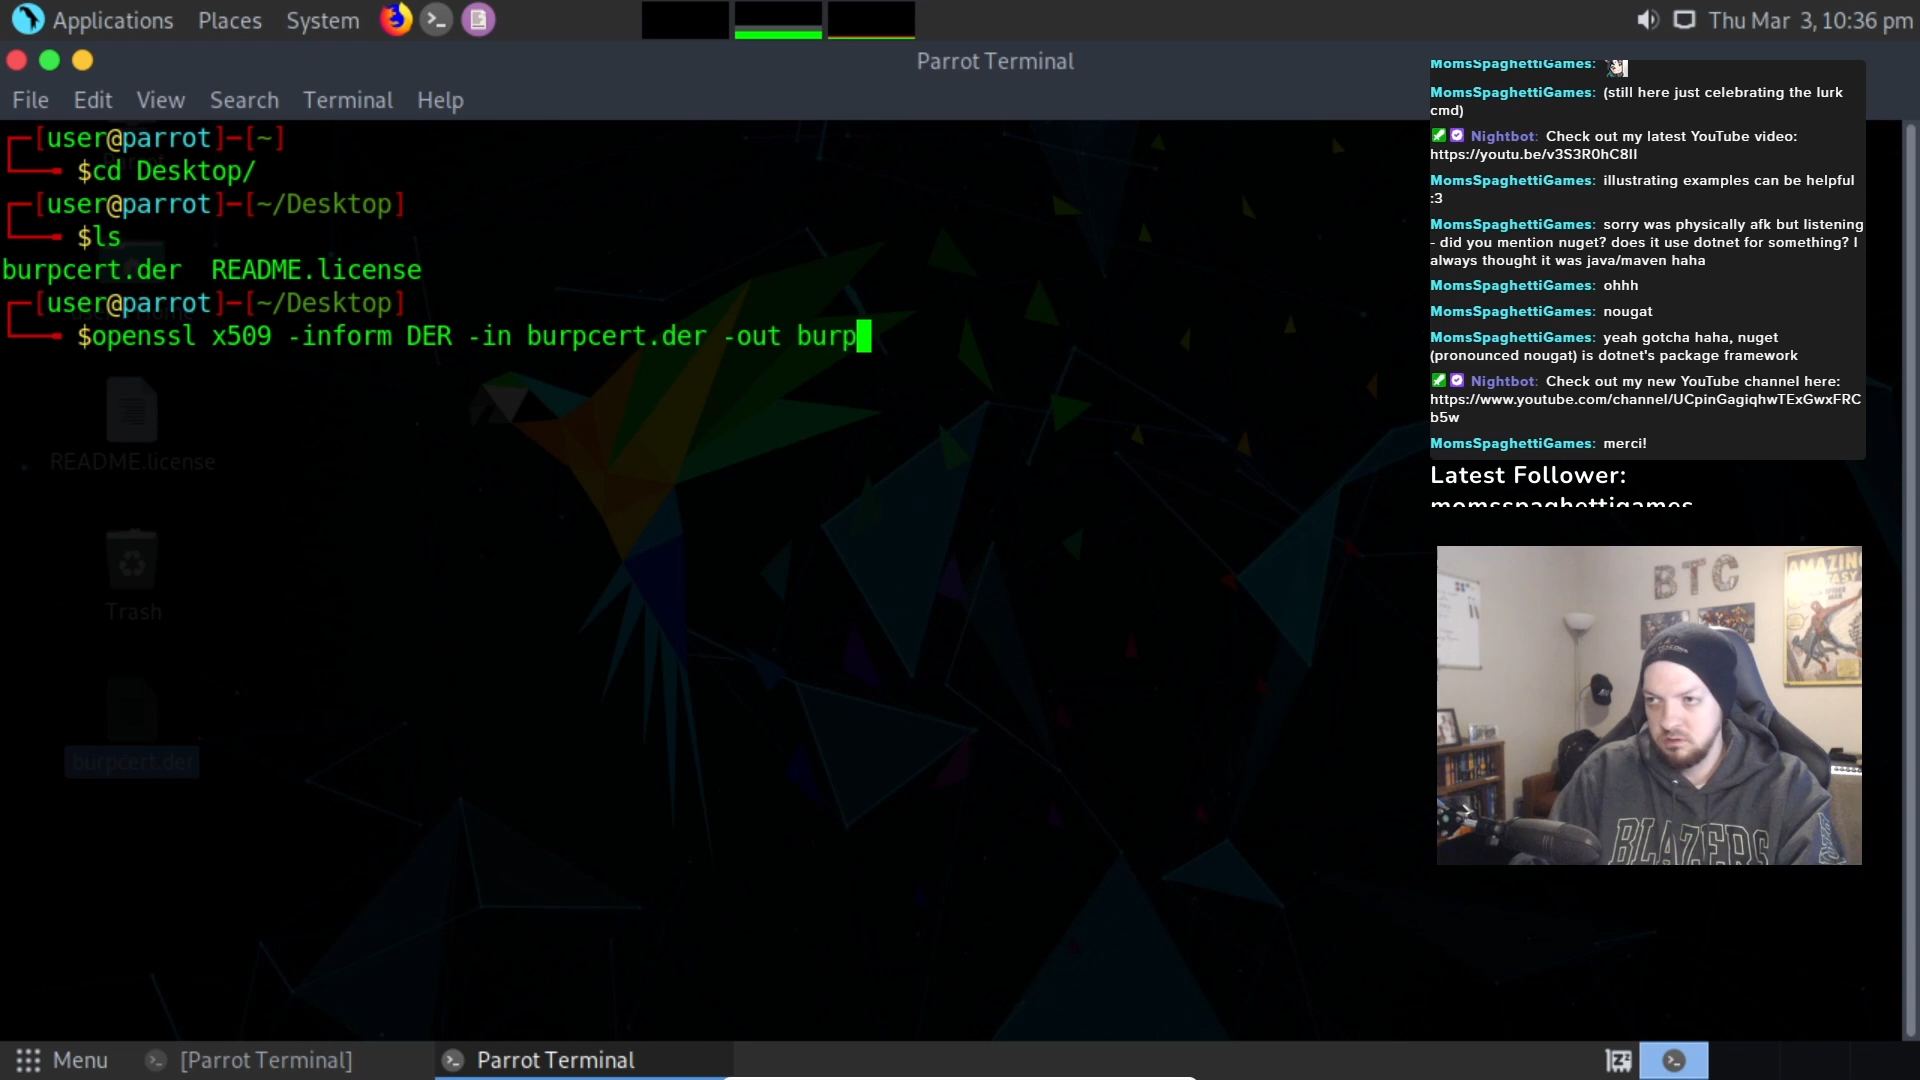 Applications Places System Thu Mar 3, 10:36 pm
Parrot Terminal
File Edit View Search Terminal Help
┌─[user@parrot]─[~]
└──╼ $cd Desktop/
┌─[user@parrot]─[~/Desktop]
└──╼ $ls
burpcert.der README.license
┌─[user@parrot]─[~/Desktop]
└──╼ $openssl x509 -inform DER -in burpcert.der -out burp
README.license
Trash
burpcert.der
MomsSpaghettiGames:
MomsSpaghettiGames: (still here just celebrating the lurk
cmd)
Nightbot: Check out my latest YouTube video:
https://youtu.be/v3S3R0hC8II
MomsSpaghettiGames: illustrating examples can be helpful
:3
MomsSpaghettiGames: sorry was physically afk but listening
- did you mention nuget? does it use dotnet for something? I
always thought it was java/maven haha
MomsSpaghettiGames: ohhh
MomsSpaghettiGames: nougat
MomsSpaghettiGames: yeah gotcha haha, nuget
(pronounced nougat) is dotnet's package framework
Nightbot: Check out my new YouTube channel here:
https://www.youtube.com/channel/UCpinGagiqhwTExGwxFRC
b5w
MomsSpaghettiGames: merci!
Latest Follower:
momsspaghettigames
BTC
AMAZING
FANTASY
BLAZERS
Menu [Parrot Terminal] Parrot Terminal